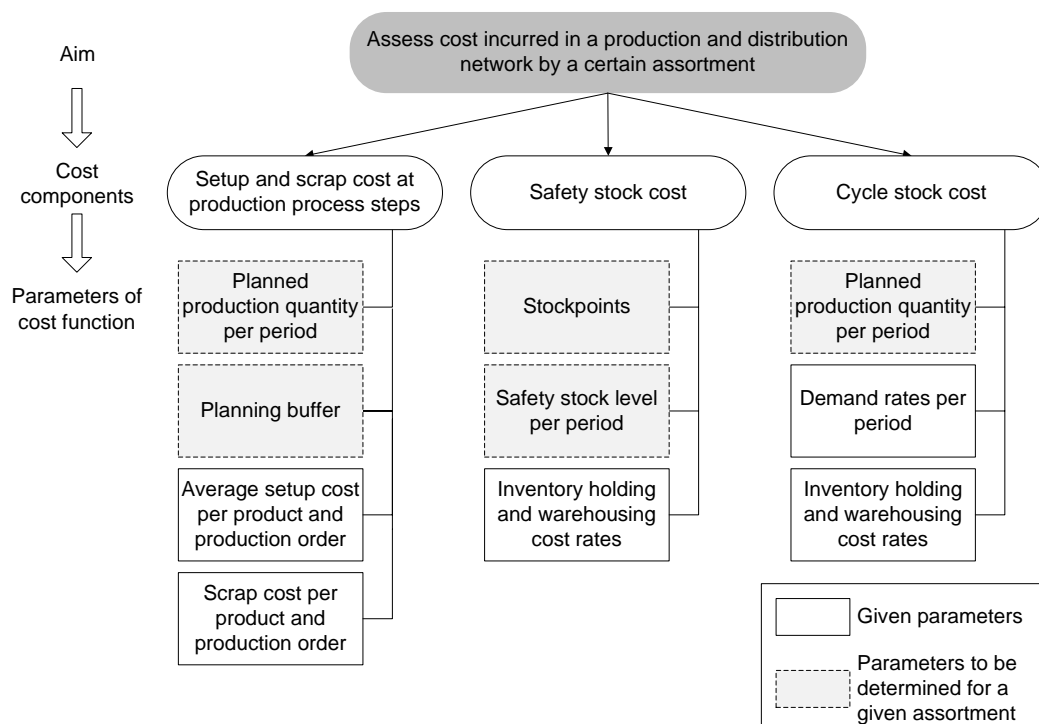 Aim
Assess cost incurred in a production and distribution
network by a certain assortment
Cost
components
Setup and scrap cost at
production process steps
Safety stock cost
Cycle stock cost
Parameters of
cost function
Planned
production quantity
per period
Planning buffer
Average setup cost
per product and
production order
Scrap cost per
product and
production order
Stockpoints
Safety stock level
per period
Inventory holding
and warehousing
cost rates
Planned
production quantity
per period
Demand rates per
period
Inventory holding
and warehousing
cost rates
Given parameters
Parameters to be
determined for a
given assortment